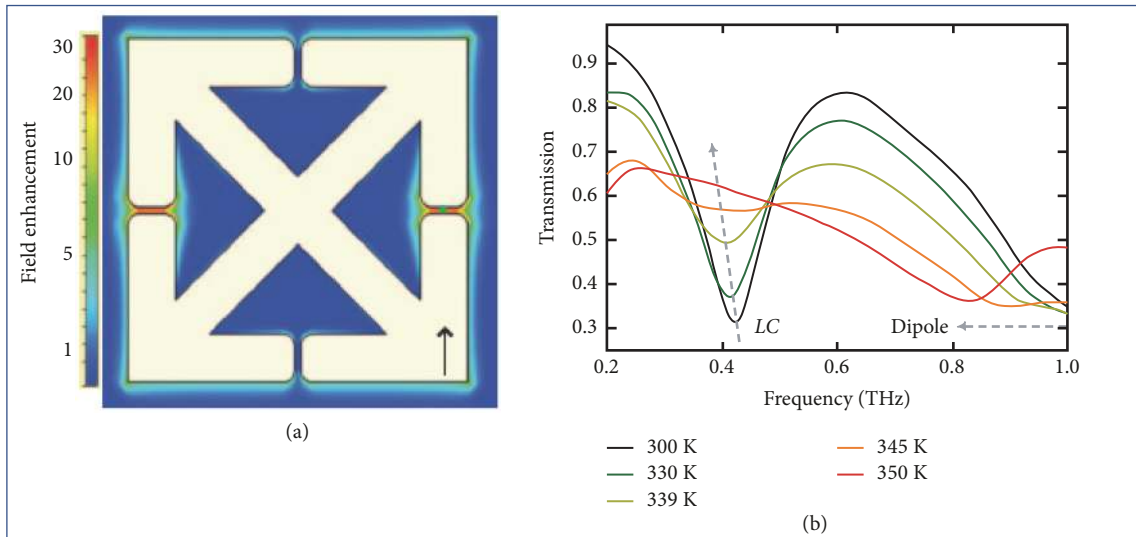 30
20
10
5
1
Field enhancement
(a)
0.9
0.8
0.7
0.6
0.5
0.4
0.3
Transmission
LC
Dipole
0.2 0.4 0.6 0.8 1.0
Frequency (THz)
300 K 345 K
330 K 350 K
339 K
(b)